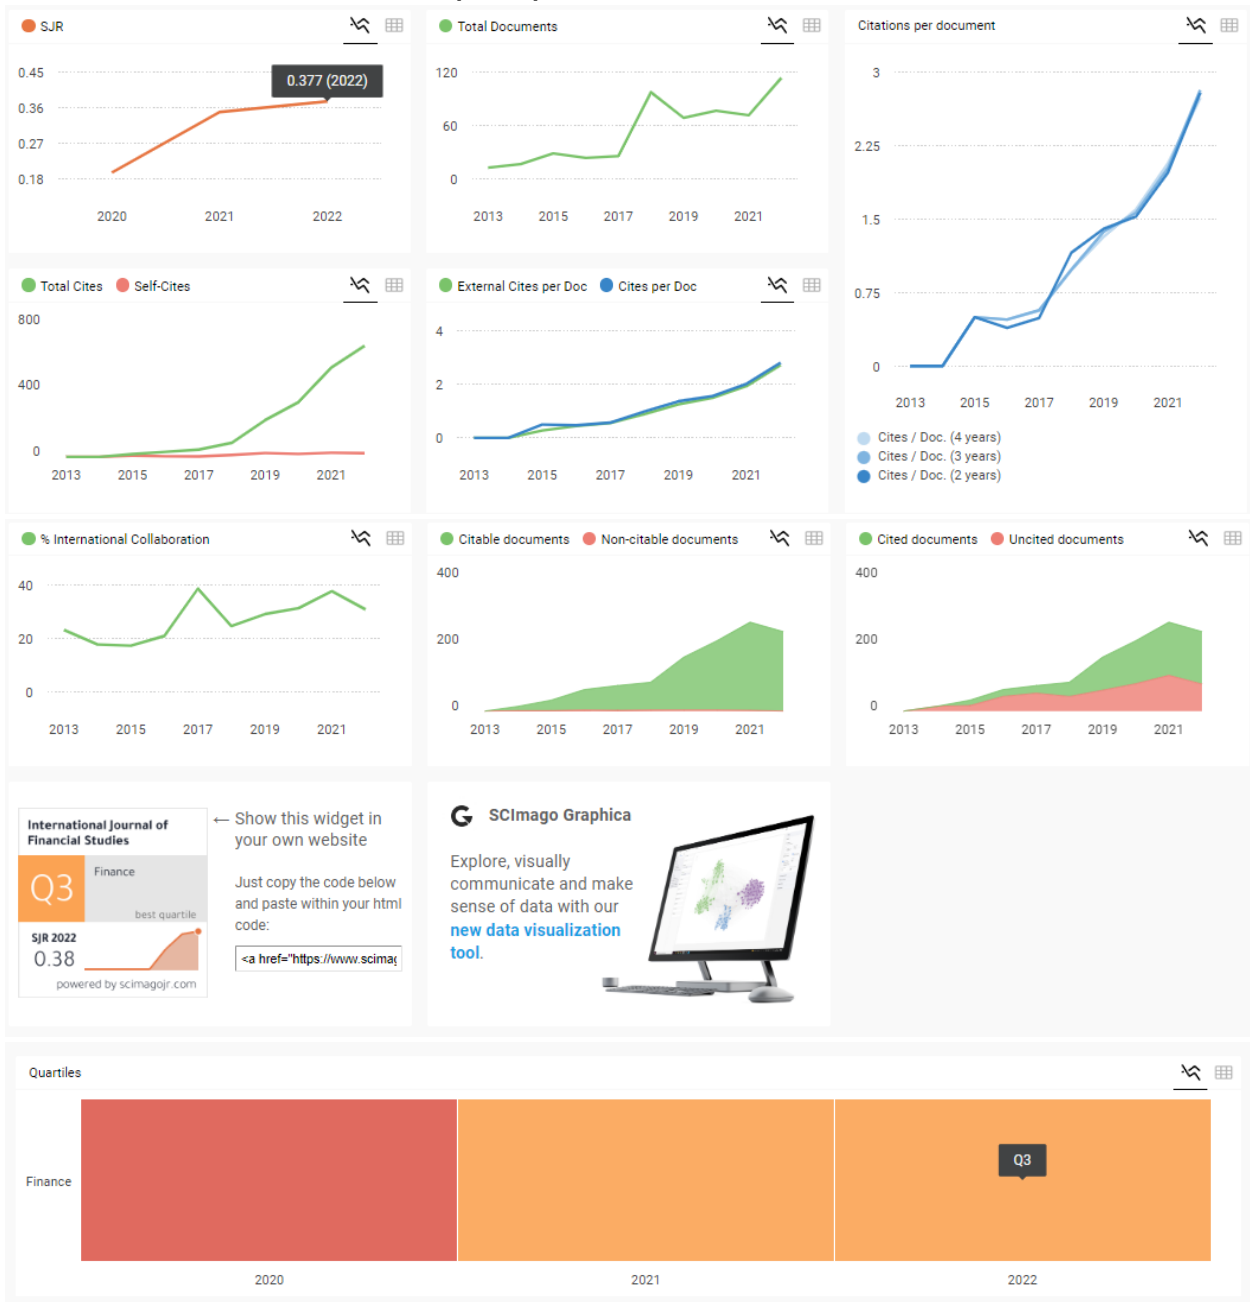 SJR
0.45
0.36
0.27
0.18
0.377 (2022)
2020 2021 2022
Total Documents
120
60
0
2013 2015 2017 2019 2021
Citations per document
3
2.25
1.5
0.75
0
2013 2015 2017 2019 2021
Cites / Doc. (4 years)
Cites / Doc. (3 years)
Cites / Doc. (2 years)
Total Cites Self-Cites
800
400
0
2013 2015 2017 2019 2021
External Cites per Doc Cites per Doc
4
2
0
2013 2015 2017 2019 2021
% International Collaboration
40
20
0
2013 2015 2017 2019 2021
Citable documents Non-citable documents
400
200
0
2013 2015 2017 2019 2021
Cited documents Uncited documents
400
200
0
2013 2015 2017 2019 2021
International Journal of
Financial Studies
Q3
Finance
best quartile
SJR 2022
0.38
powered by scimagojr.com
← Show this widget in
your own website
Just copy the code below
and paste within your html
code:
<a href="https://www.scimag
SCImago Graphica
Explore, visually
communicate and make
sense of data with our
new data visualization
tool.
Quartiles
Finance
Q3
2020 2021 2022